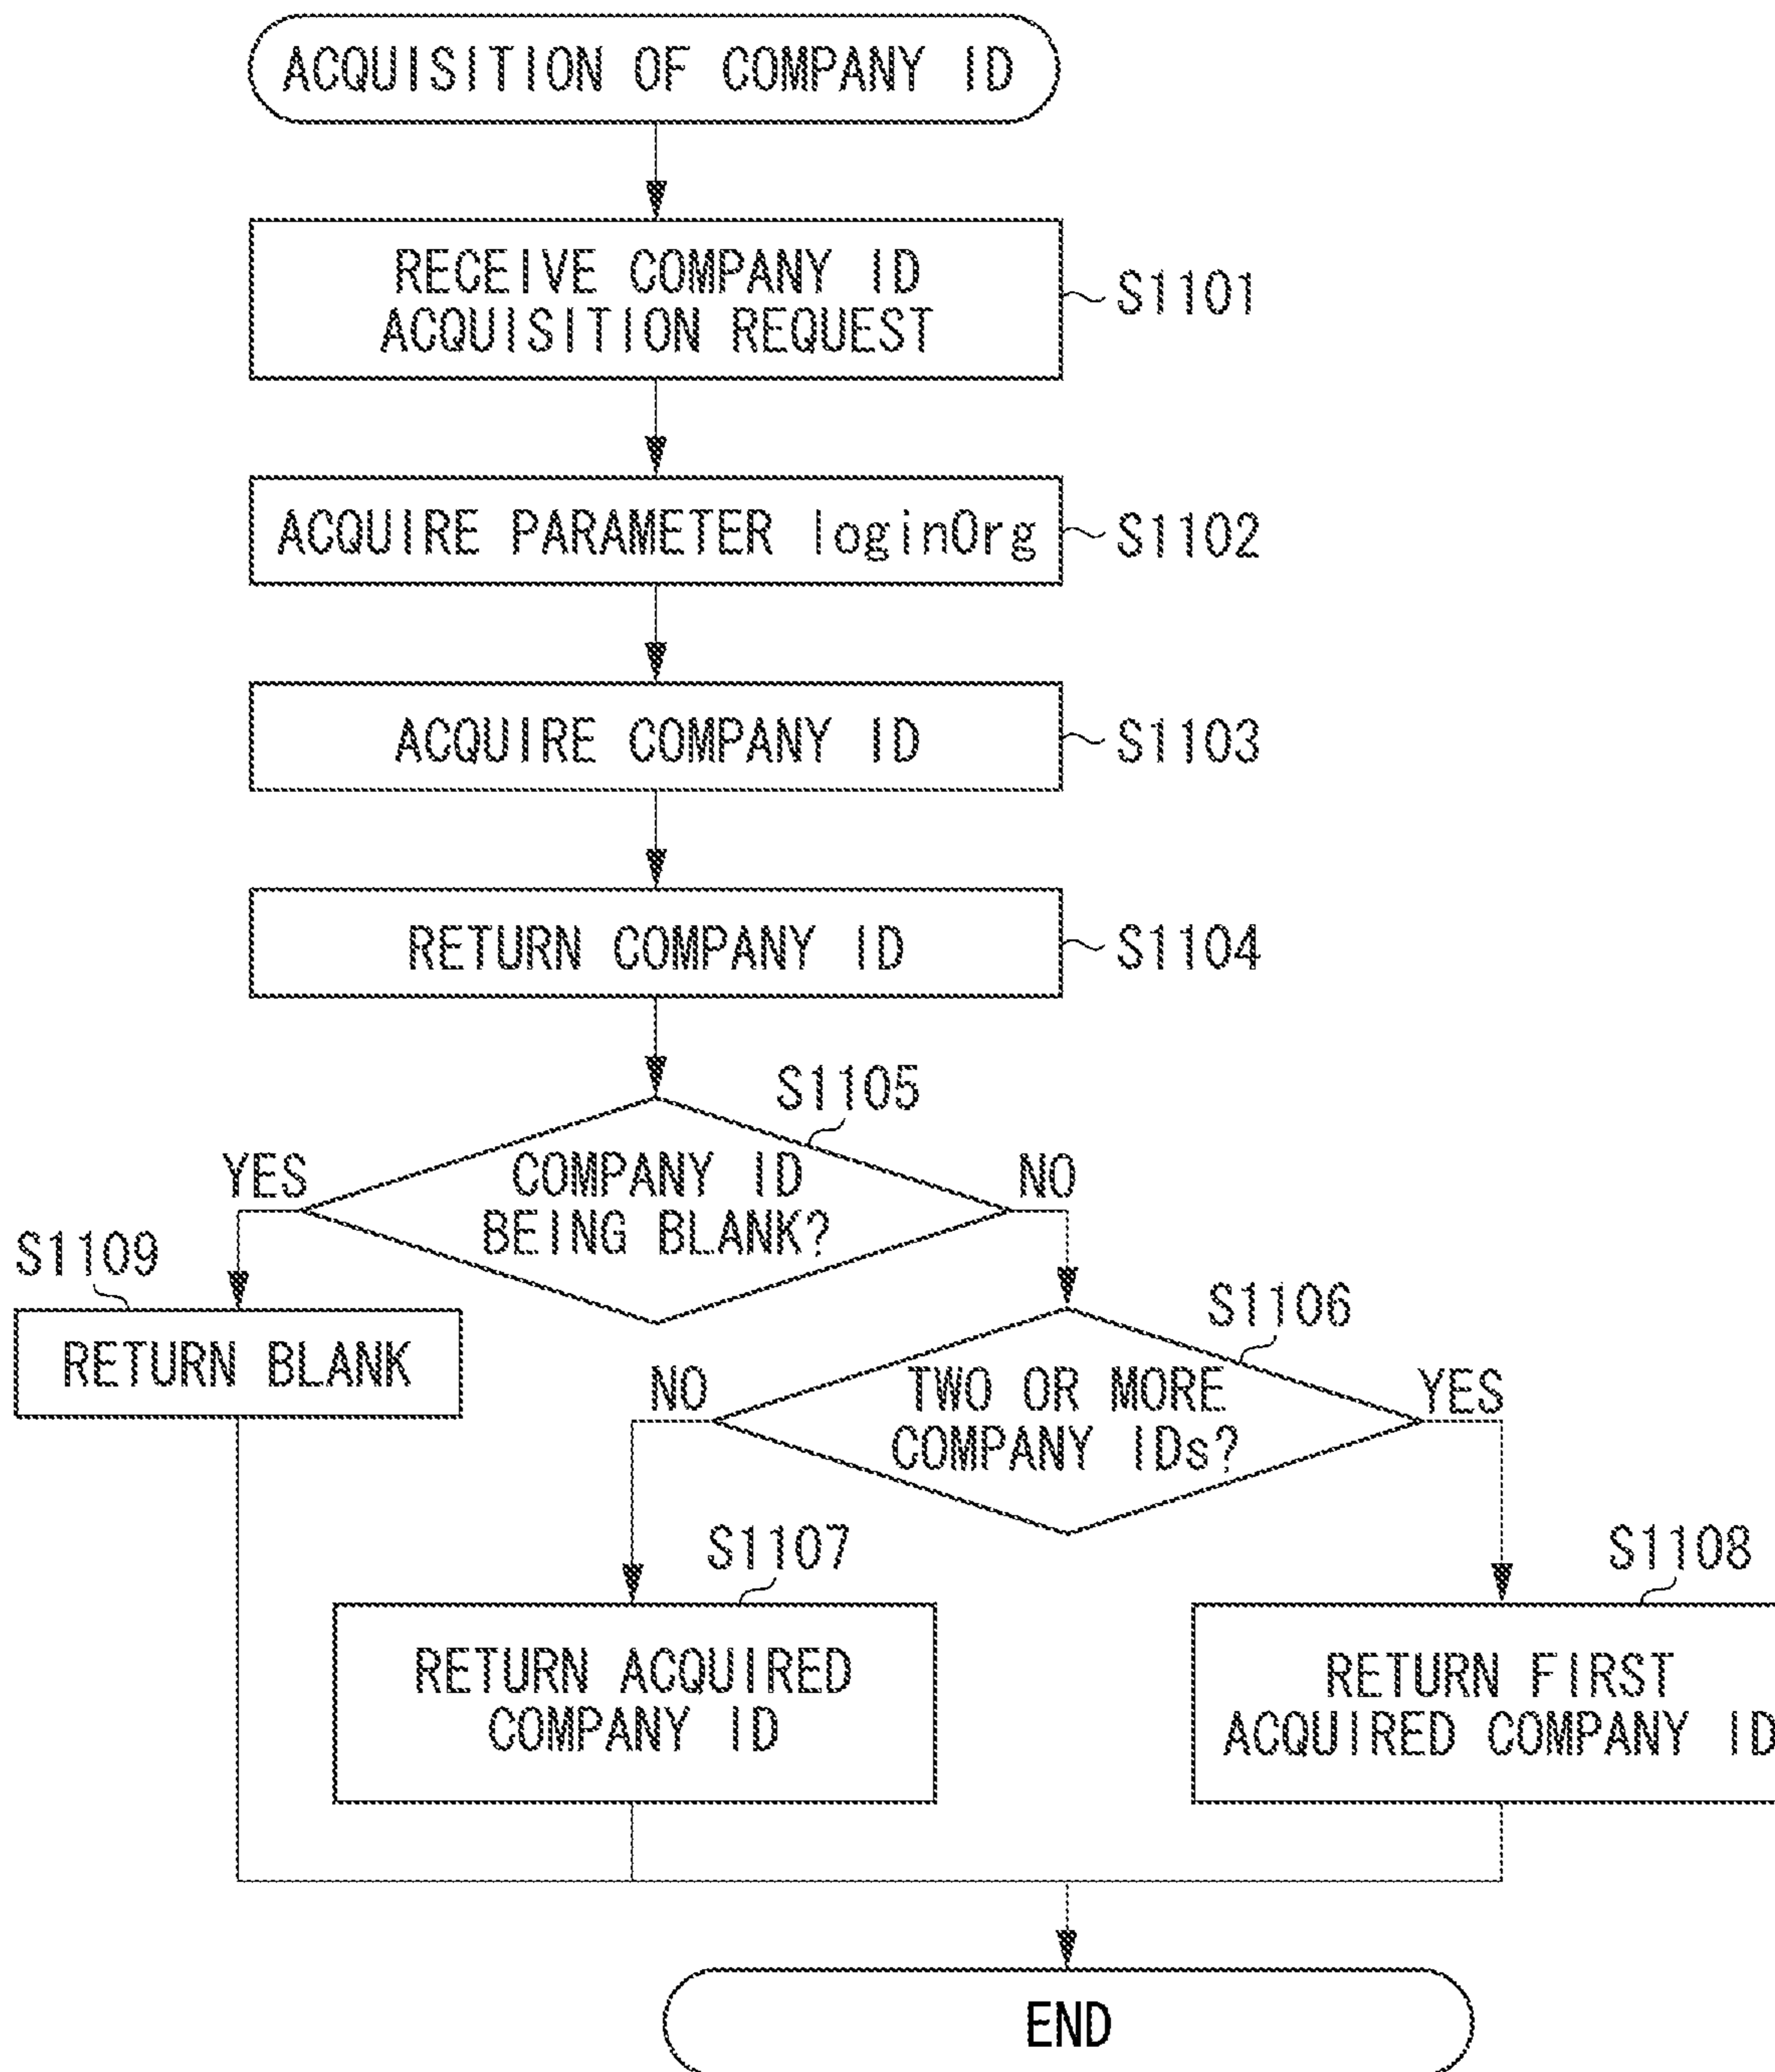 ACQUISITION OF COMPANY ID
RECEIVE COMPANY ID
ACQUISITION REQUEST
S1101
ACQUIRE PARAMETER loginOrg
S1102
ACQUIRE COMPANY ID
S1103
RETURN COMPANY ID
S1104
S1105
YES
COMPANY ID
BEING BLANK?
NO
S1109
RETURN BLANK
S1106
NO
TWO OR MORE
COMPANY IDs?
YES
S1107
RETURN ACQUIRED
COMPANY ID
S1108
RETURN FIRST
ACQUIRED COMPANY ID
END